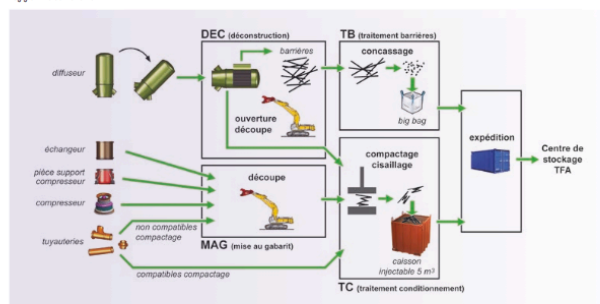 DEC (déconstruction)
TB (traitement barrières)
diffuseur
barrières
ouverture
découpe
concassage
big bag
expédition
Centre de
stockage
TFA
échangeur
pièce support
compresseur
compresseur
tuyauteries
découpe
non compatibles
compactage
MAG (mise au gabarit)
compatibles compactage
compactage
cisaillage
caisson
injectable 5 m³
TC (traitement conditionnement)